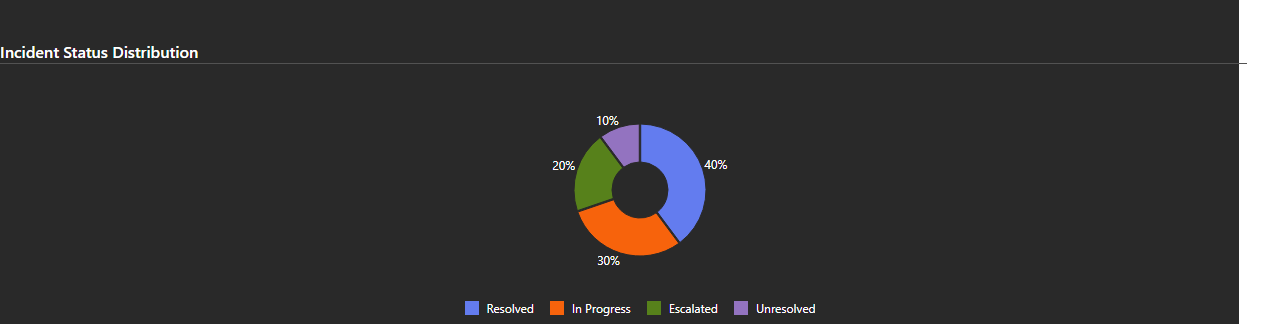 Incident Status Distribution
10%
40%
20%
30%
Resolved In Progress Escalated Unresolved